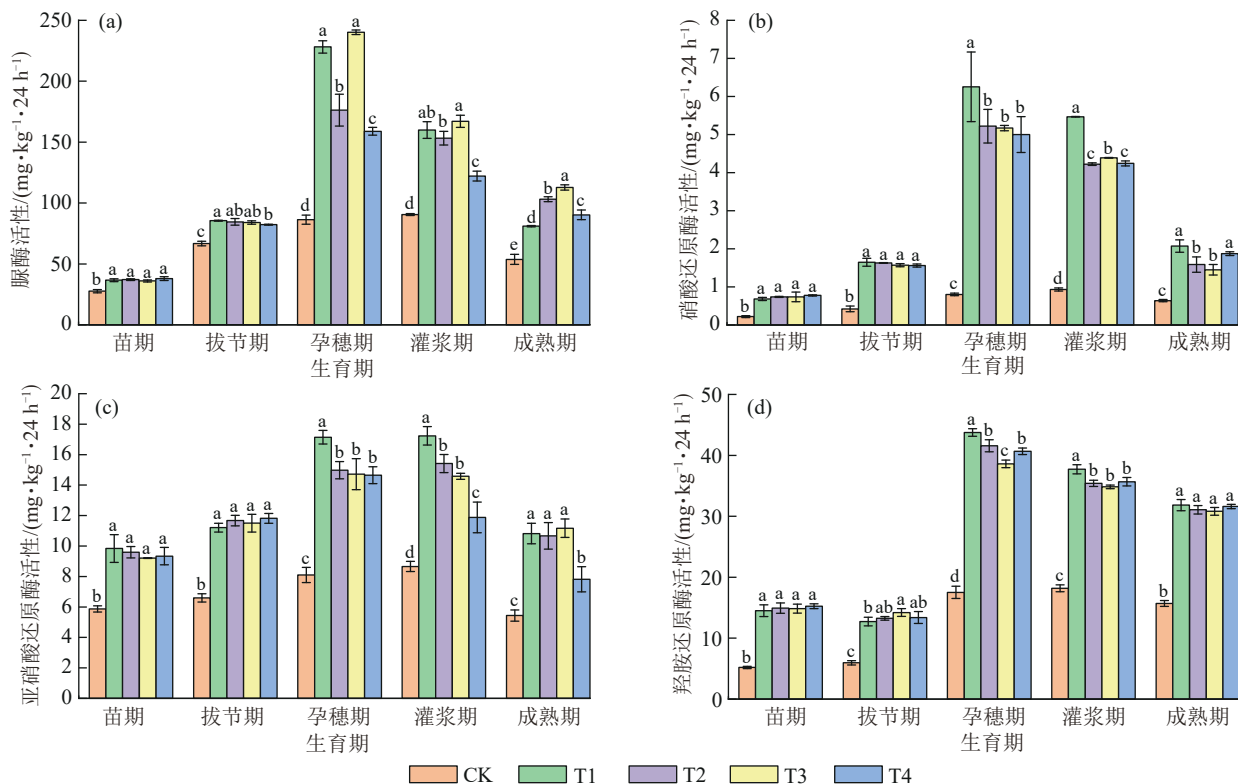 (a)
脲酶活性/(mg•kg⁻¹•24 h⁻¹)
250
200
150
100
50
0
b a a a a
c a ab ab b
d a b a c
d ab b a c
e d b a c
苗期 拔节期 孕穗期 灌浆期 成熟期
生育期
(b)
硝酸还原酶活性/(mg•kg⁻¹•24 h⁻¹)
8
7
6
5
4
3
2
1
0
b a a a a
c a a a a
c a b b b
d a c b c
c a b b a
苗期 拔节期 孕穗期 灌浆期 成熟期
生育期
(c)
亚硝酸还原酶活性/(mg•kg⁻¹•24 h⁻¹)
20
18
16
14
12
10
8
6
4
2
0
b a a a a
b a a a a
c a b b b
d a b b c
c a a a b
苗期 拔节期 孕穗期 灌浆期 成熟期
生育期
(d)
羟胺还原酶活性/(mg•kg⁻¹•24 h⁻¹)
50
40
30
20
10
0
b a a a a
c b ab a ab
d a b c b
c a b b b
b a a a a
苗期 拔节期 孕穗期 灌浆期 成熟期
生育期
CK T1 T2 T3 T4